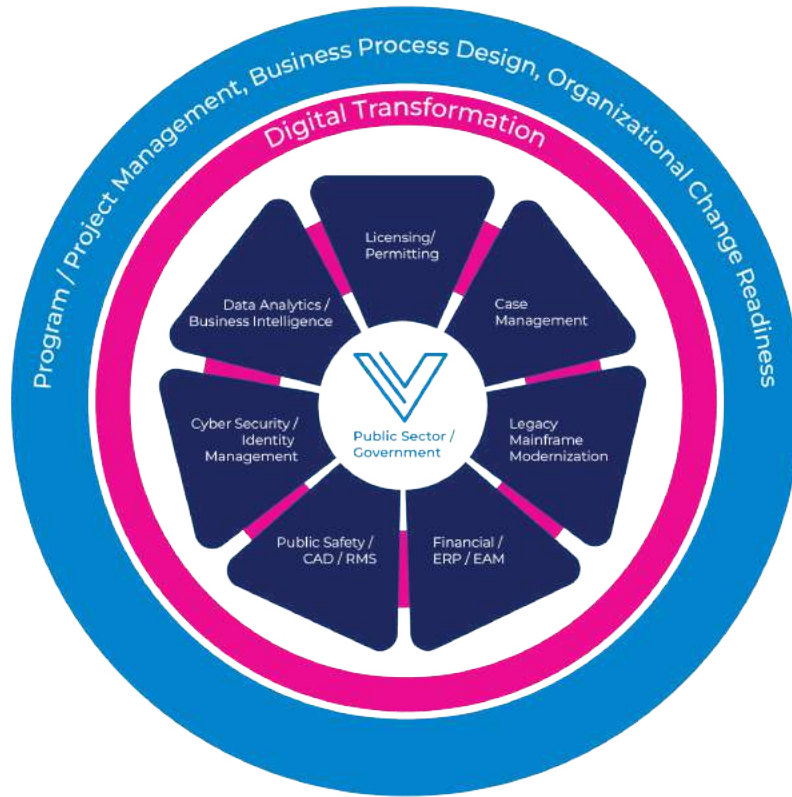 Program / Project Management, Business Process Design, Organizational Change Readiness
Digital Transformation
Licensing/
Permitting
Case
Management
Legacy
Mainframe
Modernization
Financial /
ERP / EAM
Public Safety /
CAD / RMS
Cyber Security /
Identity
Management
Data Analytics /
Business Intelligence
Public Sector /
Government